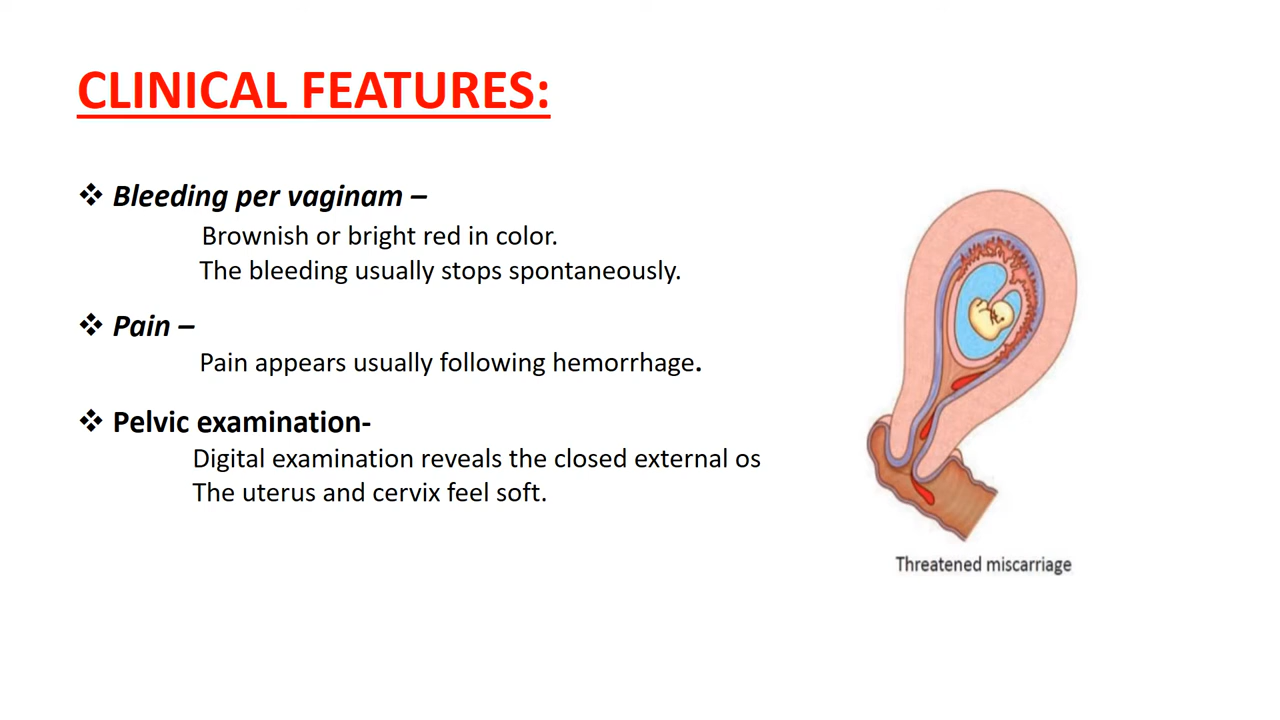 CLINICAL FEATURES:
❖ Bleeding per vaginam –
Brownish or bright red in color.
The bleeding usually stops spontaneously.
❖ Pain –
Pain appears usually following hemorrhage.
❖ Pelvic examination-
Digital examination reveals the closed external os
The uterus and cervix feel soft.
Threatened miscarriage